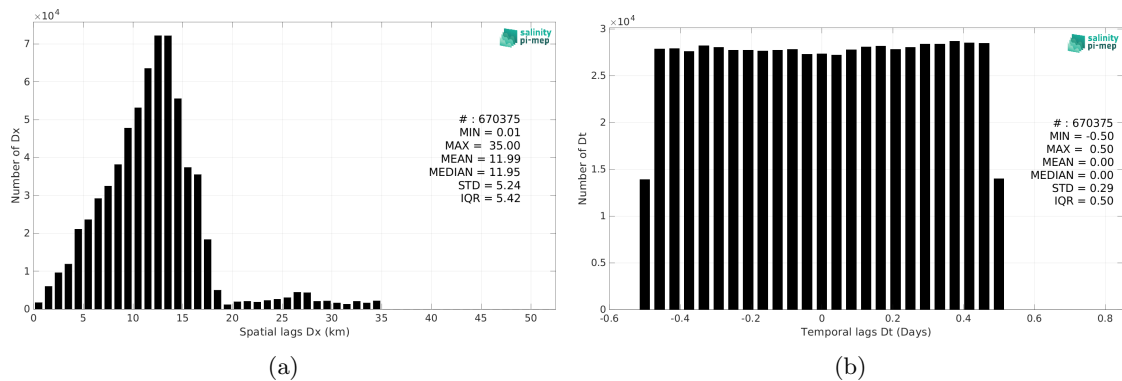 ×10⁴
7
6
5
4
3
2
1
0
Number of Dx
salinity
pi-mep
# : 670375
MIN = 0.01
MAX = 35.00
MEAN = 11.99
MEDIAN = 11.95
STD = 5.24
IQR = 5.42
0 5 10 15 20 25 30 35 40 45 50
Spatial lags Dx (km)
(a)
×10⁴
3
2.5
2
1.5
1
0.5
0
Number of Dt
salinity
pi-mep
# : 670375
MIN = -0.50
MAX = 0.50
MEAN = 0.00
MEDIAN = 0.00
STD = 0.29
IQR = 0.50
-0.6 -0.4 -0.2 0 0.2 0.4 0.6 0.8
Temporal lags Dt (Days)
(b)